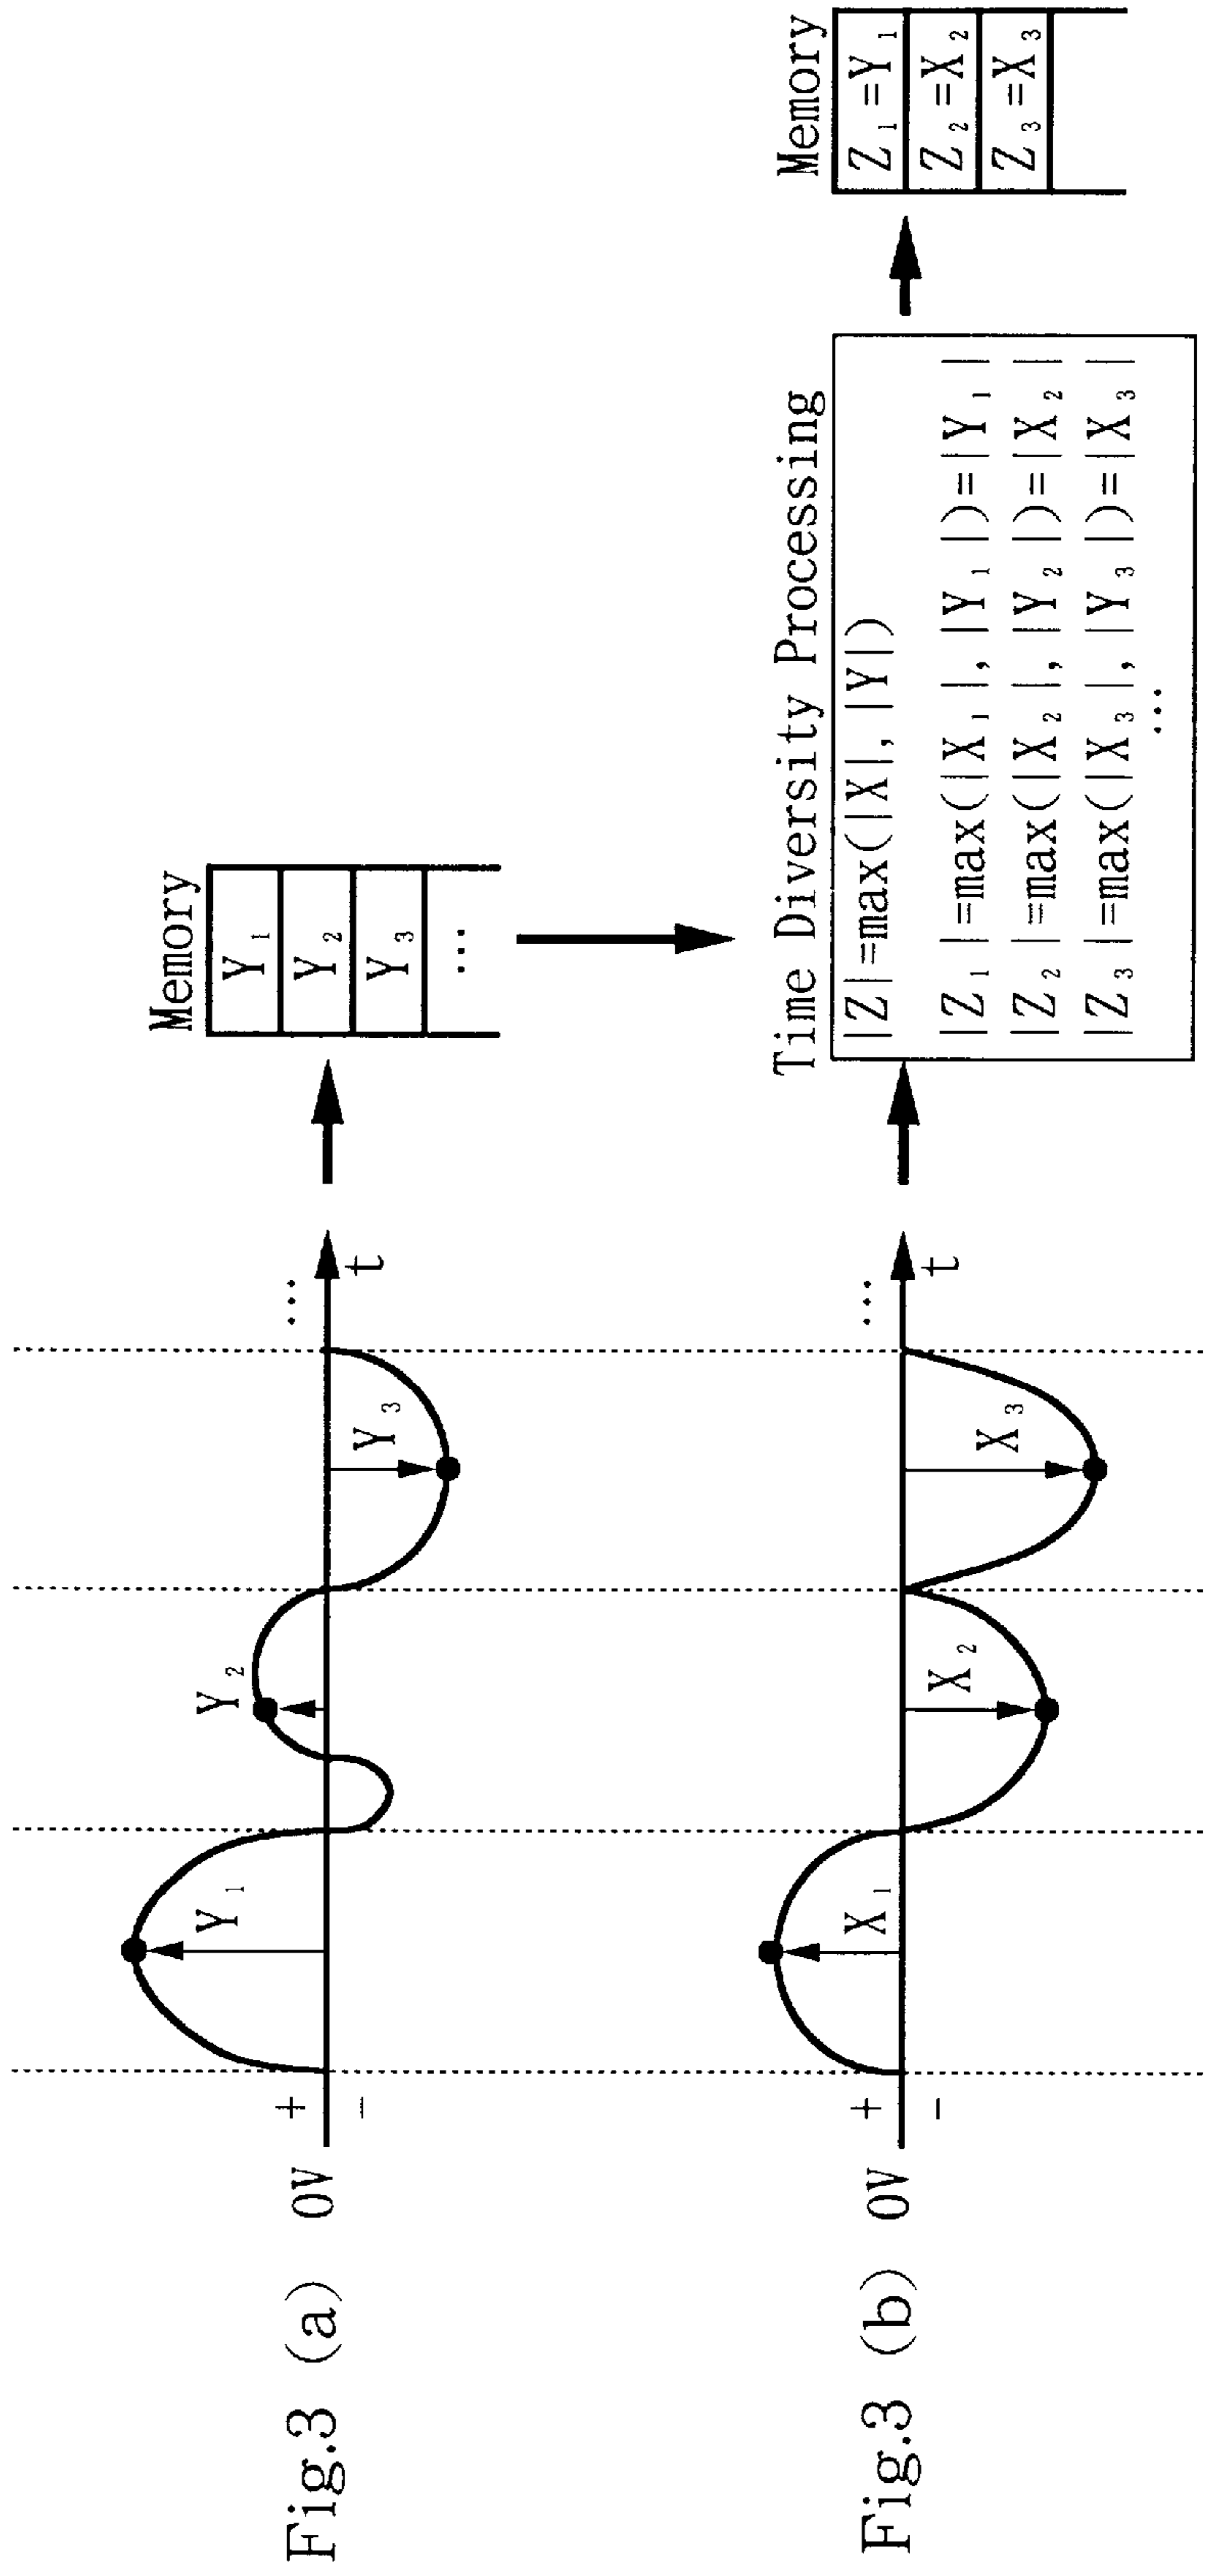 Fig.3 (a)
0V
+
-
Y1
Y2
Y3
...
t
Memory
Y1
Y2
Y3
...
Fig.3 (b)
0V
+
-
X1
X2
X3
...
t
Time Diversity Processing
|Z|=max(|X|,|Y|)
|Z1|=max(|X1|,|Y1|)=|Y1|
|Z2|=max(|X2|,|Y2|)=|X2|
|Z3|=max(|X3|,|Y3|)=|X3|
...
Memory
Z1=Y1
Z2=X2
Z3=X3